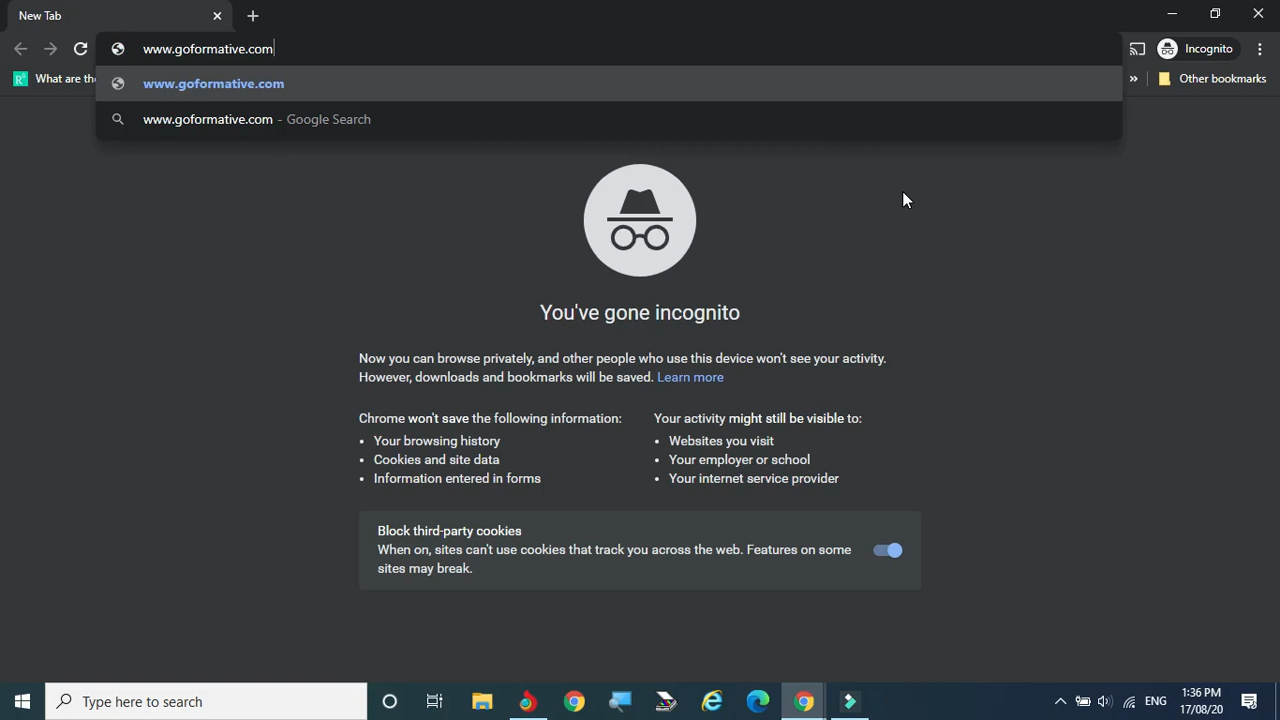 New Tab
www.goformative.com
Incognito
What are the
Other bookmarks
www.goformative.com
www.goformative.com - Google Search
You've gone incognito
Now you can browse privately, and other people who use this device won't see your activity.
However, downloads and bookmarks will be saved. Learn more
Chrome won't save the following information:
• Your browsing history
• Cookies and site data
• Information entered in forms
Your activity might still be visible to:
• Websites you visit
• Your employer or school
• Your internet service provider
Block third-party cookies
When on, sites can't use cookies that track you across the web. Features on some
sites may break.
Type here to search
ENG
1:36 PM
17/08/20